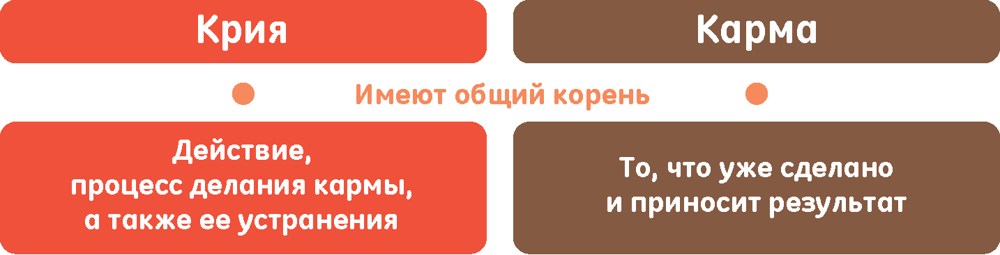 Крия
Карма
Имеют общий корень
Действие,
процесс делания кармы,
а также ее устранения
То, что уже сделано
и приносит результат